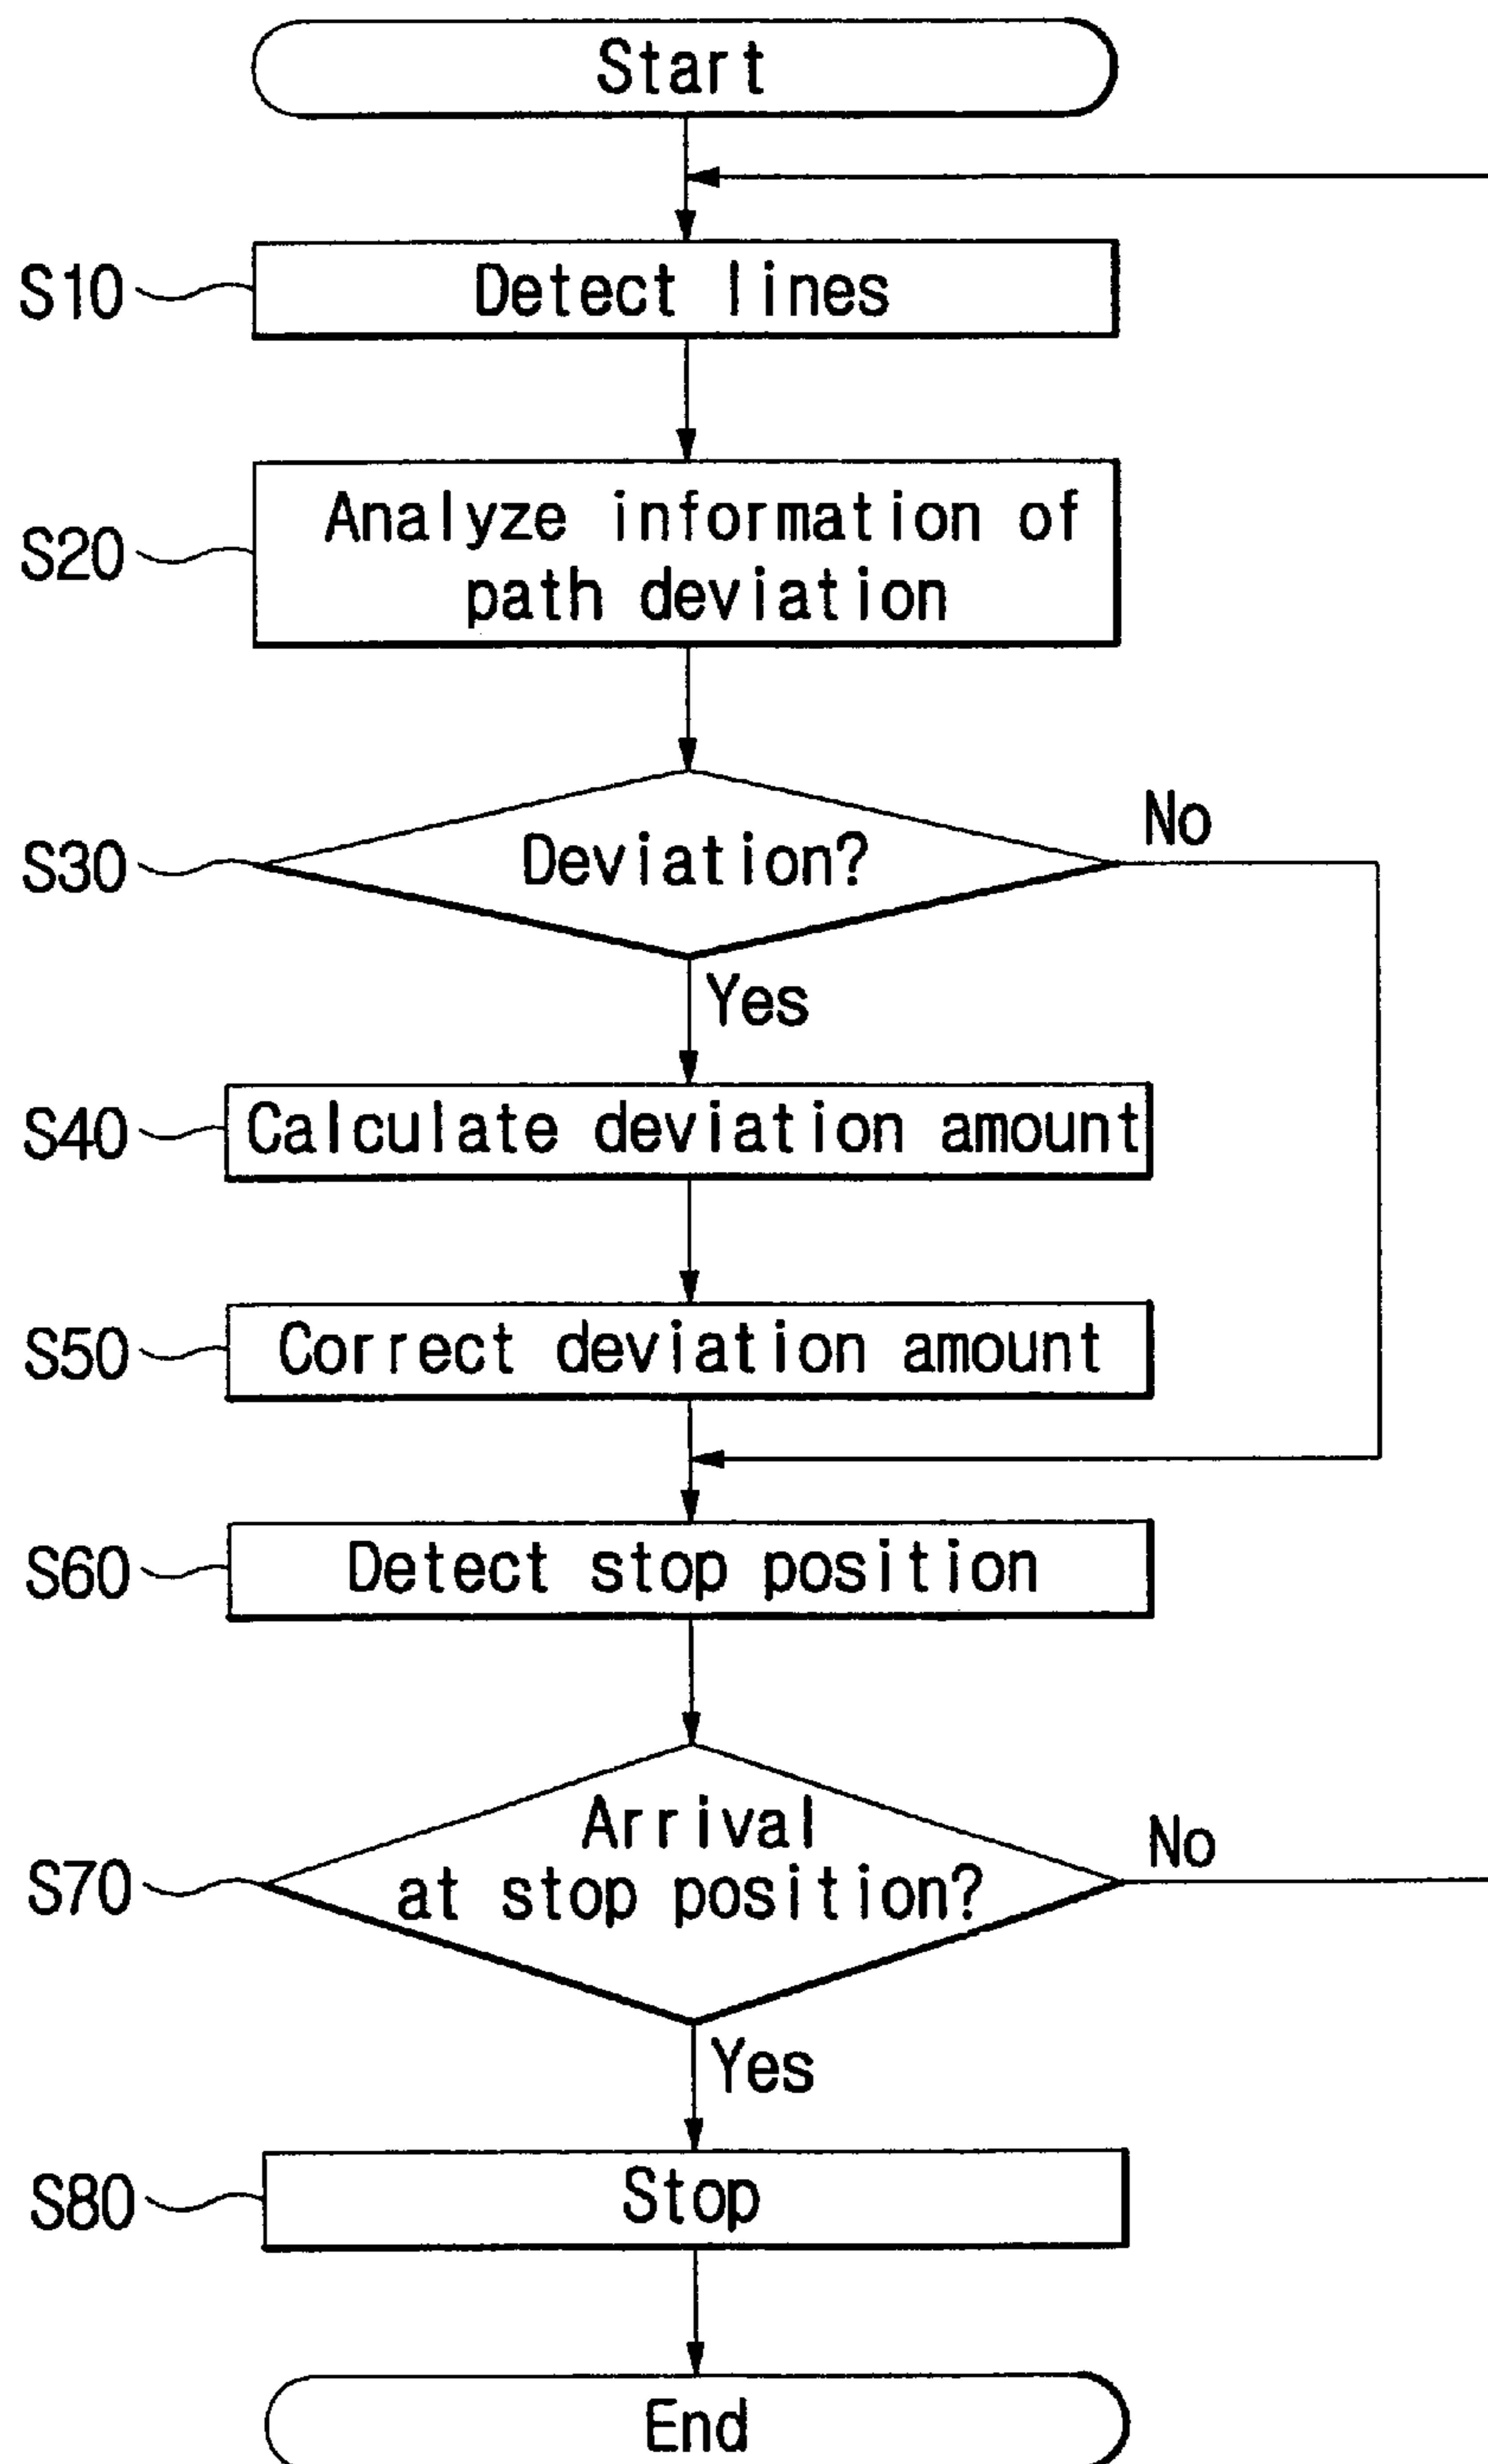 Start
S10
Detect lines
S20
Analyze information of
path deviation
S30
Deviation?
No
Yes
S40
Calculate deviation amount
S50
Correct deviation amount
S60
Detect stop position
S70
Arrival
at stop position?
No
Yes
S80
Stop
End